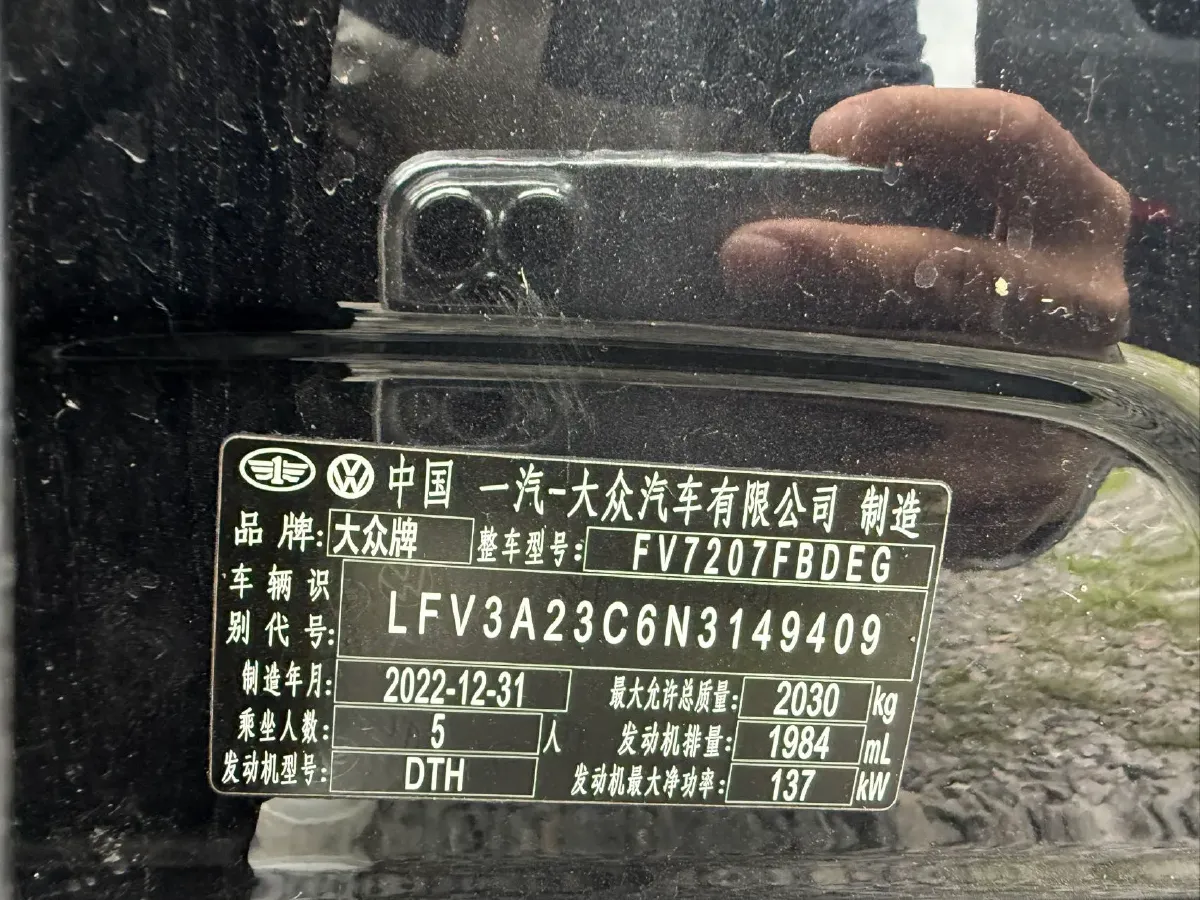 中国 一汽-大众汽车有限公司 制造
品牌: 大众牌 整车型号: FV7207FBDEG
车辆识
别代号: LFV3A23C6N3149409
制造年月: 2022-12-31 最大允许总质量: 2030 kg
乘坐人数: 5 人 发动机排量: 1984 mL
发动机型号: DTH 发动机最大净功率: 137 kW